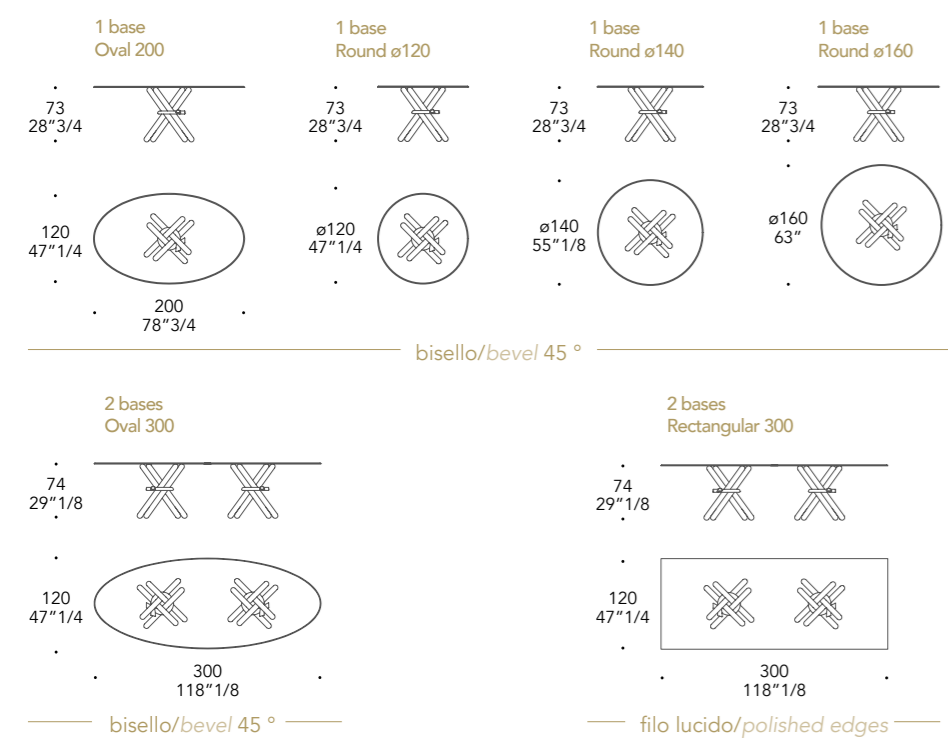 1 base
Oval 200
73
28"3/4
120
47"1/4
200
78"3/4
1 base
Round ø120
73
28"3/4
ø120
47"1/4
1 base
Round ø140
73
28"3/4
ø140
55"1/8
1 base
Round ø160
73
28"3/4
ø160
63"
bisello/bevel 45 º
2 bases
Oval 300
74
29"1/8
120
47"1/4
300
118"1/8
bisello/bevel 45 º
2 bases
Rectangular 300
74
29"1/8
120
47"1/4
300
118"1/8
filo lucido/polished edges